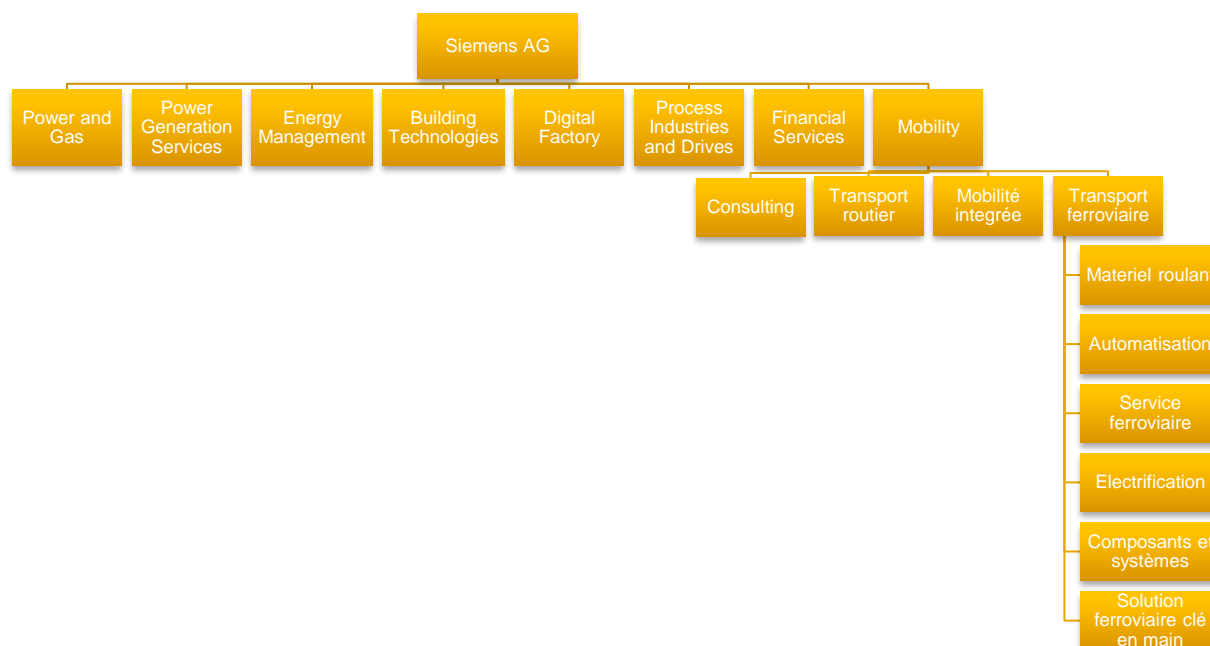 Siemens AG
Power and
Gas
Power
Generation
Services
Energy
Management
Building
Technologies
Digital
Factory
Process
Industries
and Drives
Financial
Services
Mobility
Consulting
Transport
routier
Mobilité
integrée
Transport
ferroviaire
Materiel roulan
Automatisation
Service
ferroviaire
Electrification
Composants et
systèmes
Solution
ferroviaire clé
en main